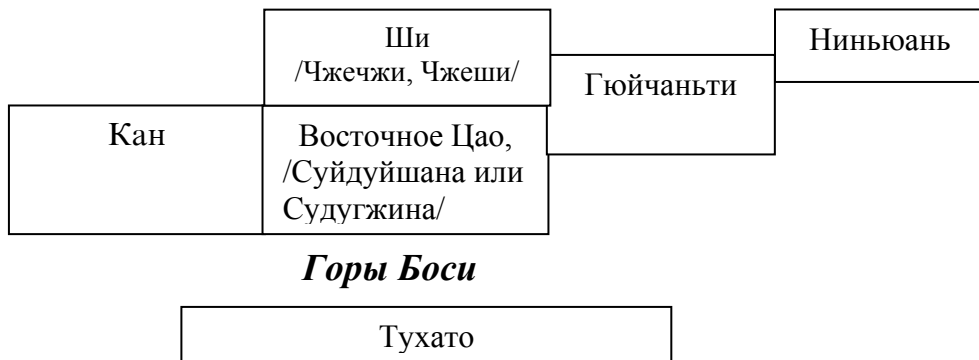 Ши
/Чжечжи, Чжеши/
Ниньюань
Гюйчаньти
Кан
Восточное Цао,
/Суйдуйшана или
Судугжина/
Горы Боси
Тухато